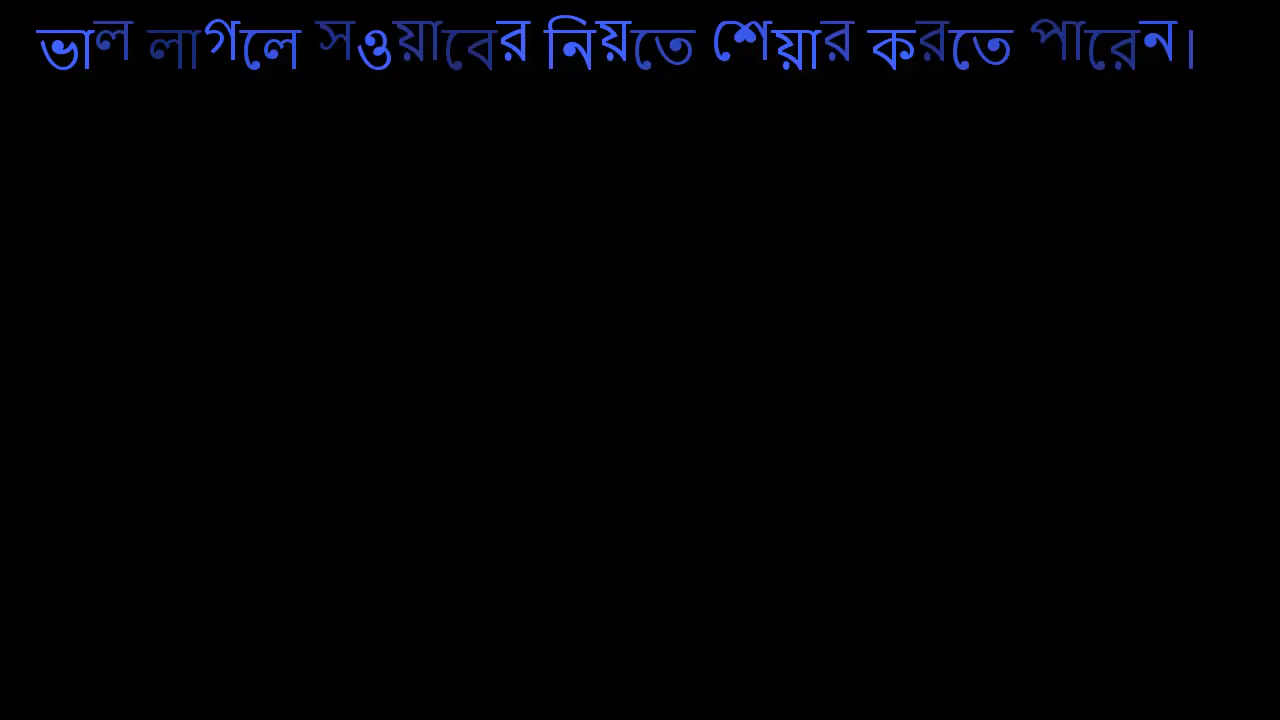 ভাল লাগলে সওয়াবের নিয়তে শেয়ার করতে পারেন।